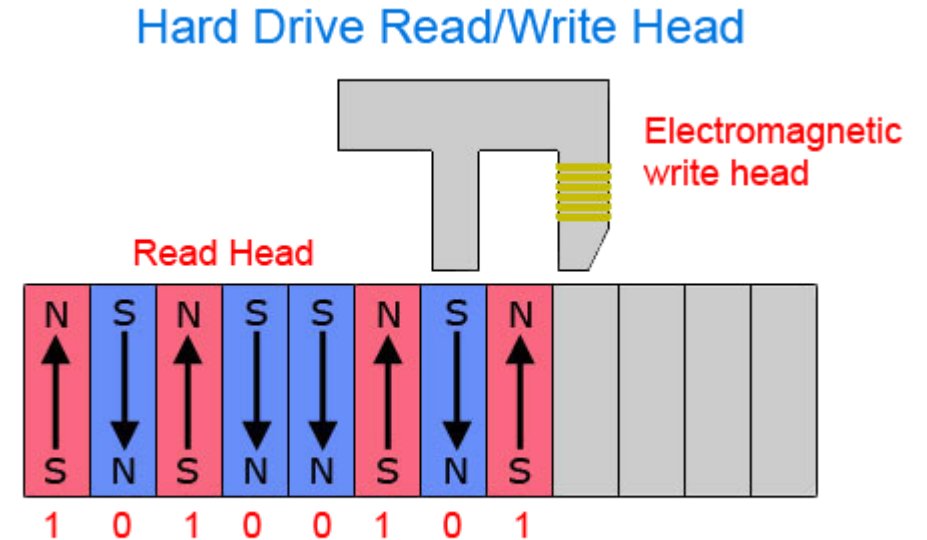 Hard Drive Read/Write Head
Electromagnetic
write head
Read Head
N S N S S N S N
S N S N N S N S
1 0 1 0 0 1 0 1